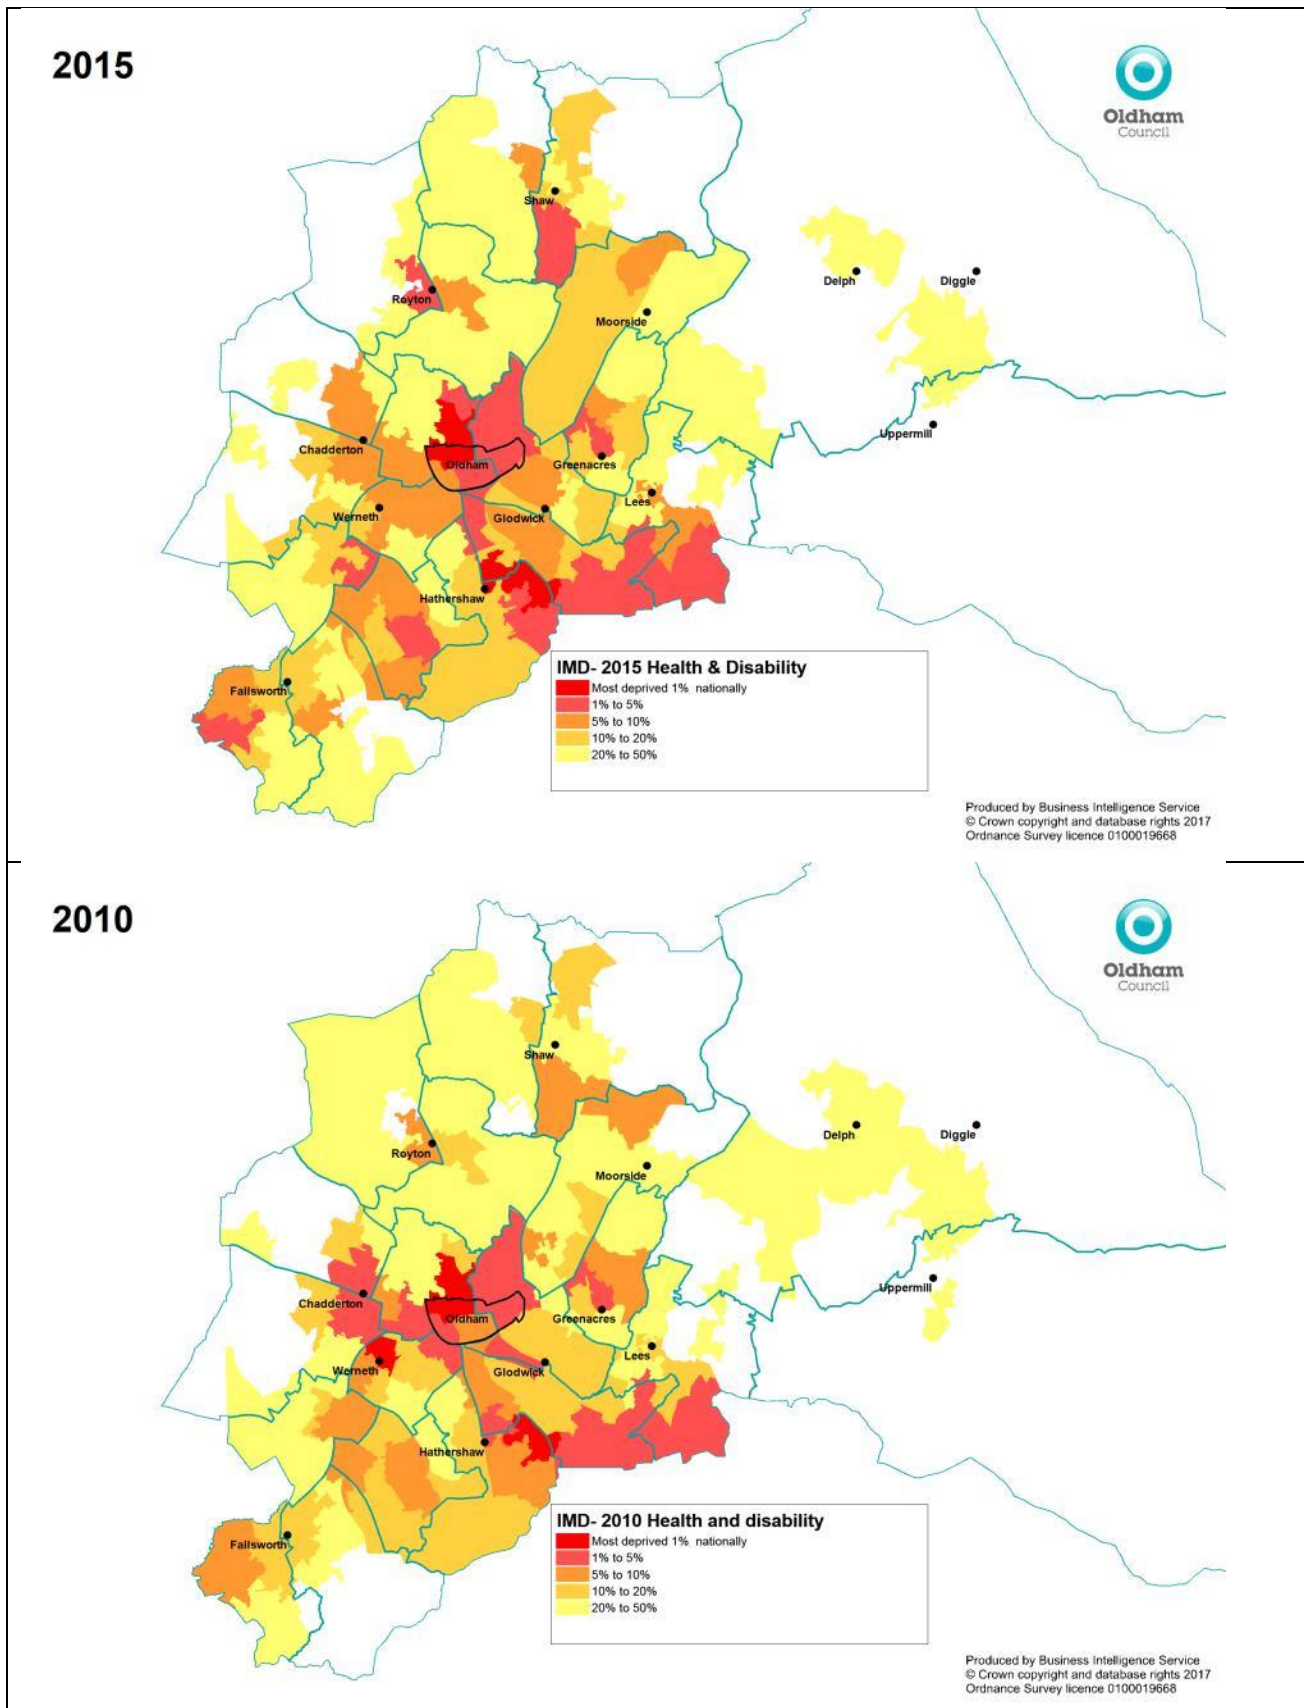 2015
Oldham
Council
Shaw
Delph
Diggle
Royton
Moorside
Uppermill
Chadderton
Oldham
Greenacres
Lees
Werneth
Glodwick
Hathershaw
Failsworth
IMD- 2015 Health & Disability
Most deprived 1% nationally
1% to 5%
5% to 10%
10% to 20%
20% to 50%
Produced by Business Intelligence Service
© Crown copyright and database rights 2017
Ordnance Survey licence 0100019668
2010
Oldham
Council
Shaw
Delph
Diggle
Royton
Moorside
Uppermill
Chadderton
Oldham
Greenacres
Lees
Werneth
Glodwick
Hathershaw
Failsworth
IMD- 2010 Health and disability
Most deprived 1% nationally
1% to 5%
5% to 10%
10% to 20%
20% to 50%
Produced by Business Intelligence Service
© Crown copyright and database rights 2017
Ordnance Survey licence 0100019668